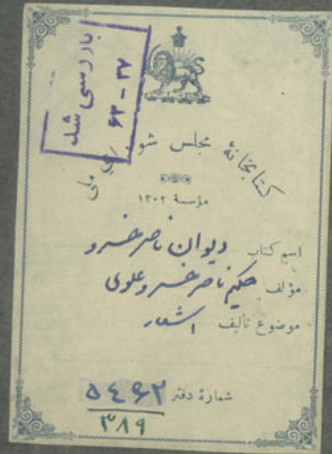 بازرسی شد
۶۳ - ۳۷
کتابخانهٔ مجلس شورای ملی
مؤسسهٔ ۱۳۰۲
اسم کتاب دیوان ناصرخسرو
مؤلف حکیم ناصرخسرو علوی
موضوع تألیف اشعار
شمارهٔ دفتر ۵۴۶۲
۳۸۹